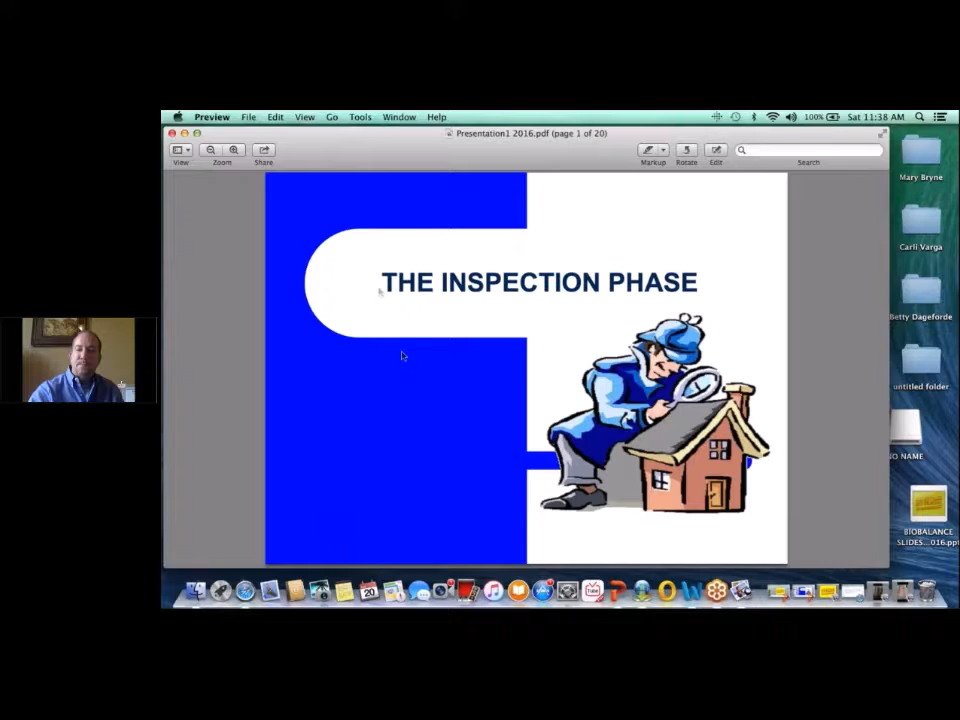 Preview File Edit View Go Tools Window Help 100% Sat 11:38 AM
Presentation1 2016.pdf (page 1 of 20)
View Zoom Share Markup Rotate Edit Search
THE INSPECTION PHASE
Mary Bryne
Carli Varga
Betty Dageforde
untitled folder
NO NAME
BIOBALANCE
SLIDES...016.ppt
20
Tube